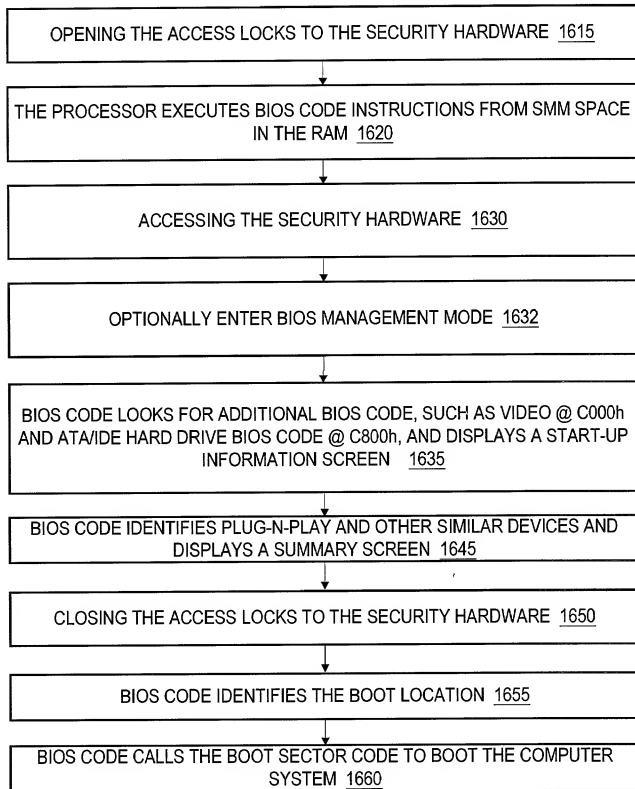 OPENING THE ACCESS LOCKS TO THE SECURITY HARDWARE 1615
THE PROCESSOR EXECUTES BIOS CODE INSTRUCTIONS FROM SMM SPACE
IN THE RAM 1620
ACCESSING THE SECURITY HARDWARE 1630
OPTIONALLY ENTER BIOS MANAGEMENT MODE 1632
BIOS CODE LOOKS FOR ADDITIONAL BIOS CODE, SUCH AS VIDEO @ C000h
AND ATA/IDE HARD DRIVE BIOS CODE @ C800h, AND DISPLAYS A START-UP
INFORMATION SCREEN 1635
BIOS CODE IDENTIFIES PLUG-N-PLAY AND OTHER SIMILAR DEVICES AND
DISPLAYS A SUMMARY SCREEN 1645
CLOSING THE ACCESS LOCKS TO THE SECURITY HARDWARE 1650
BIOS CODE IDENTIFIES THE BOOT LOCATION 1655
BIOS CODE CALLS THE BOOT SECTOR CODE TO BOOT THE COMPUTER
SYSTEM 1660